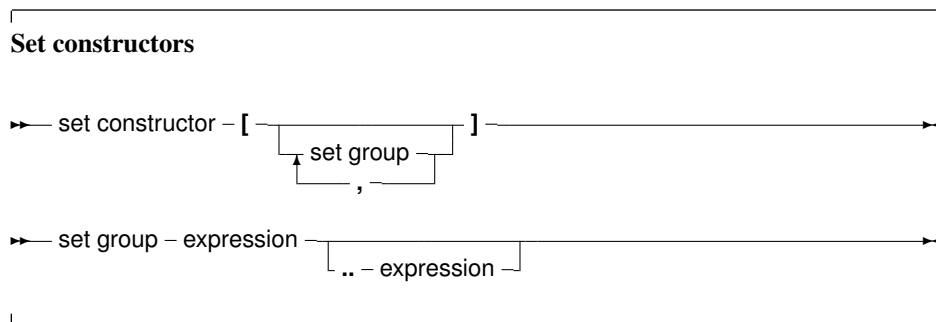 Set constructors
set constructor [ ]
set group
,
set group expression
.. expression